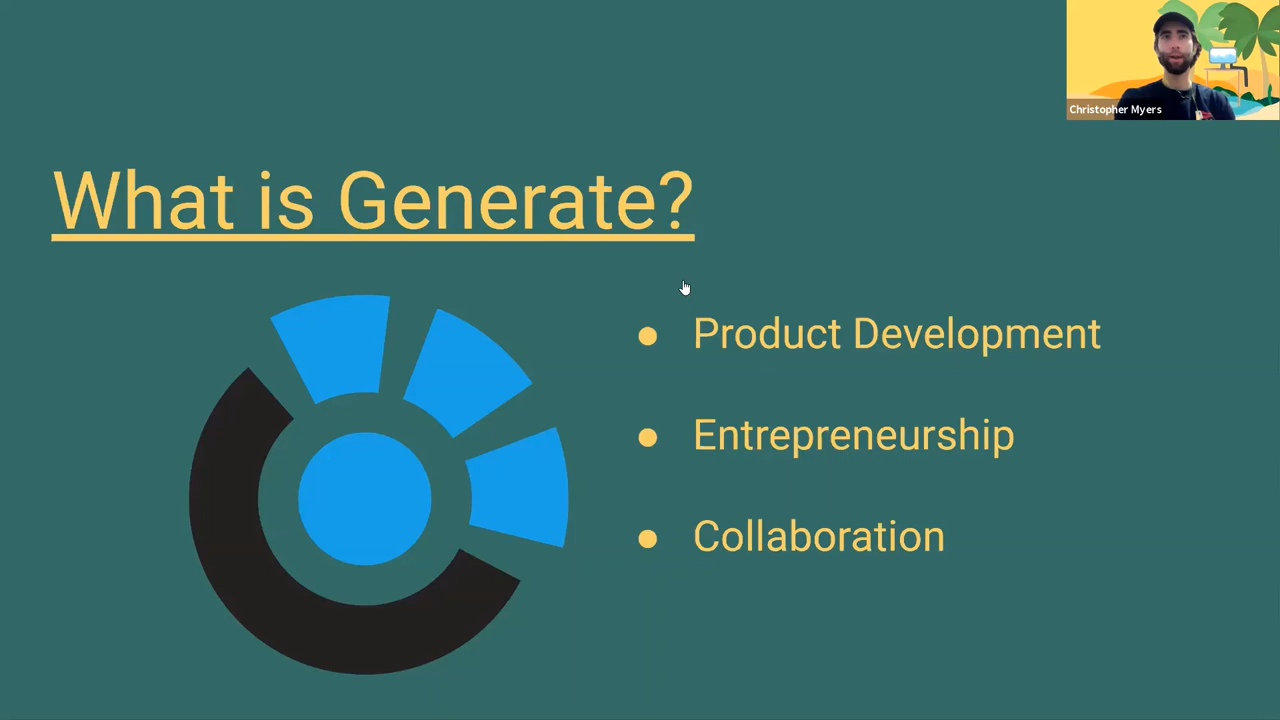 Christopher Myers
What is Generate?
● Product Development
● Entrepreneurship
● Collaboration